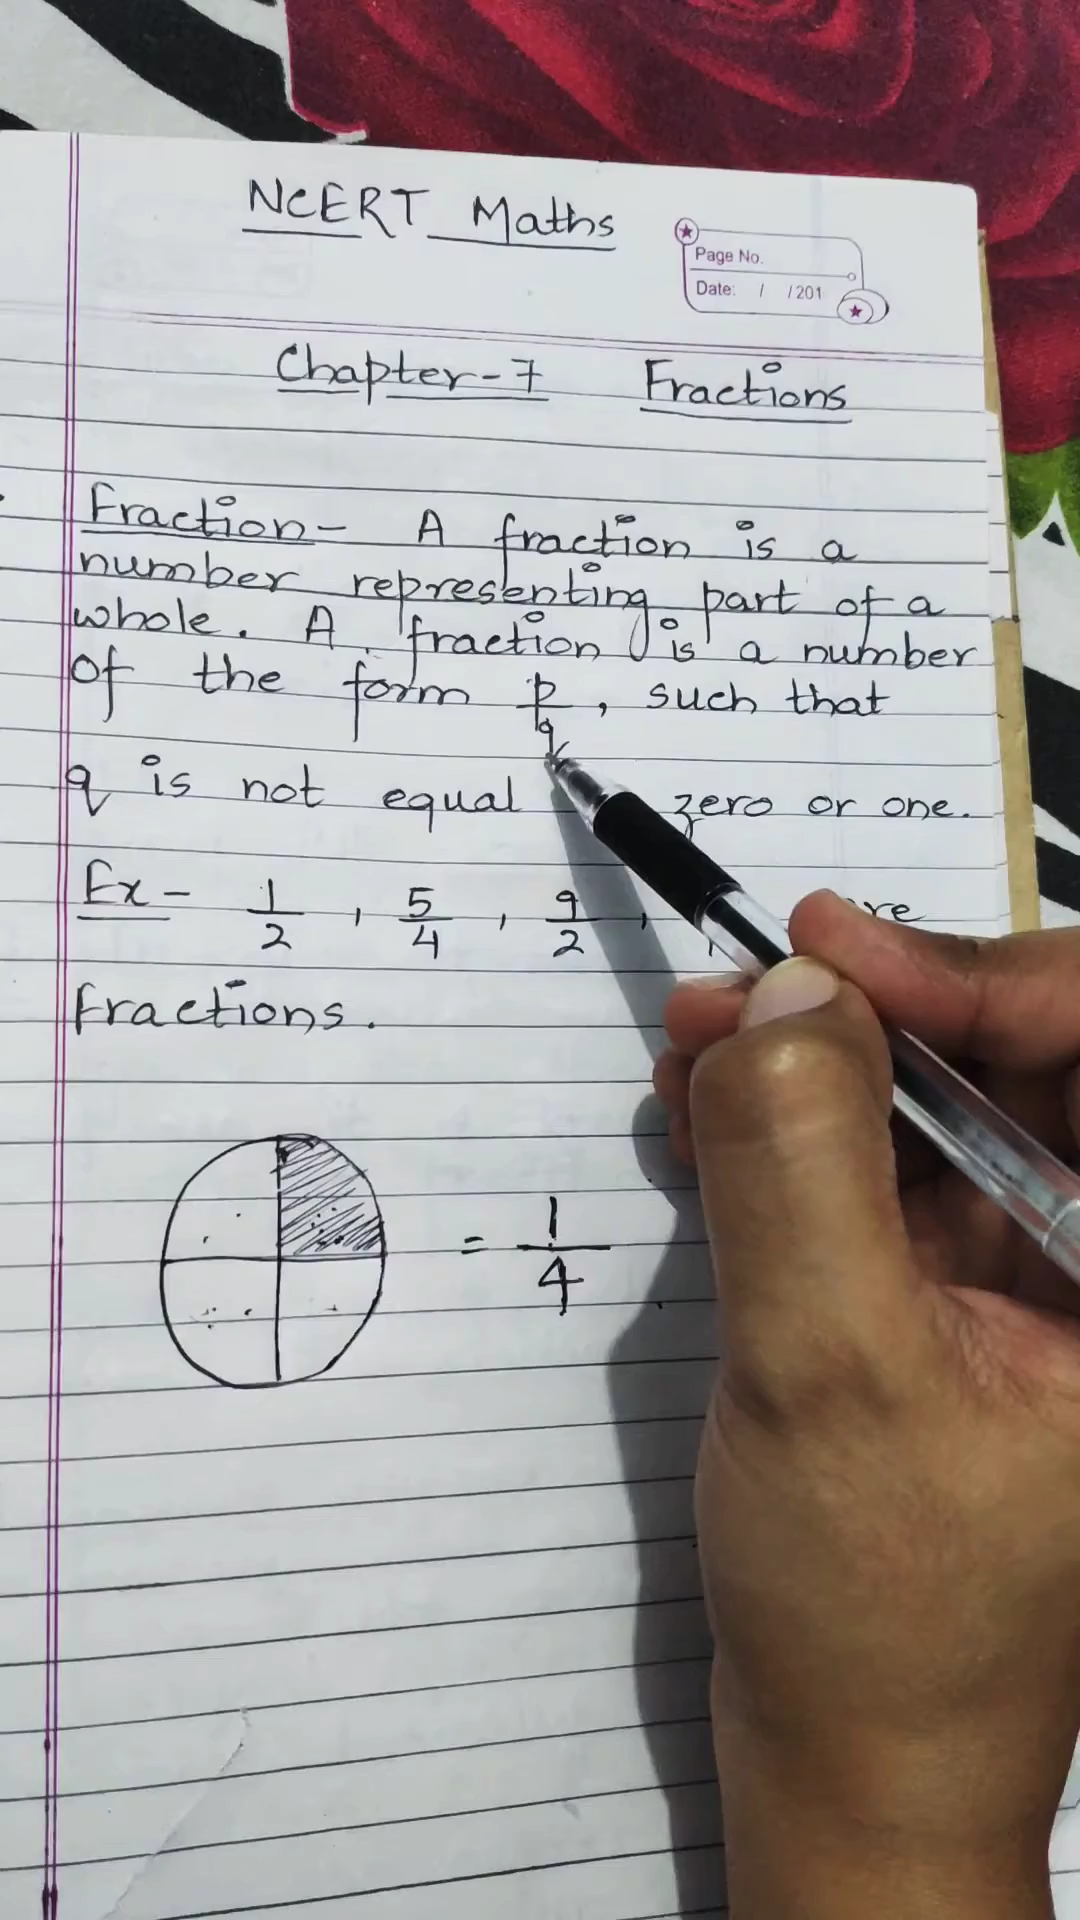 NCERT Maths
Page No.
Date: / /201
Chapter-7 Fractions
Fraction- A fraction is a
number representing part of a
whole. A fraction is a number
of the form p/q, such that
q is not equal zero or one.
Ex- 1/2, 5/4, 9/2,
Fractions.
= 1/4